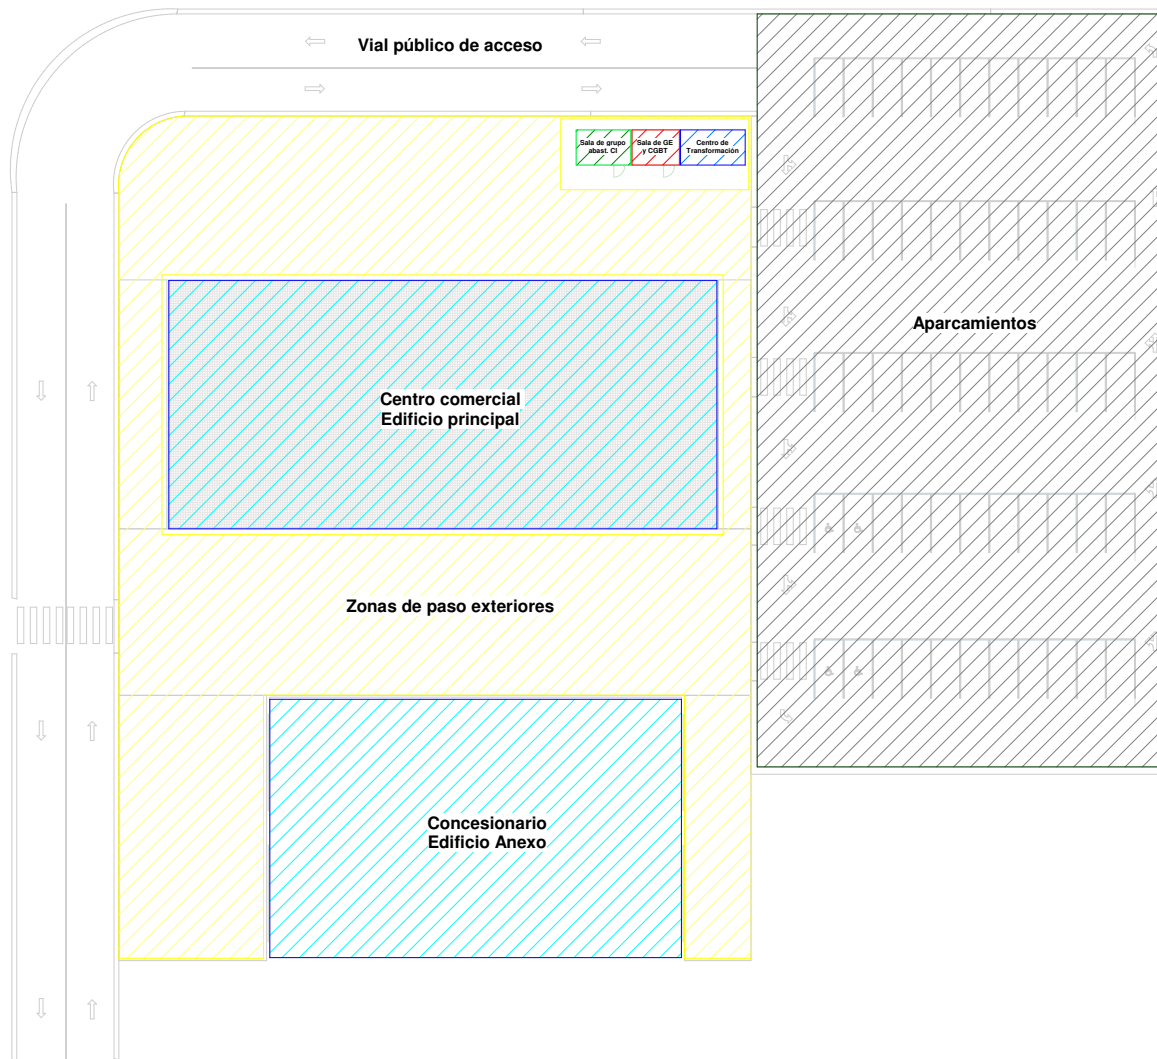 Vial público de acceso
Sala de grupo
abast. CI
Sala de GE
y CGBT
Centro de
Transformación
Aparcamientos
Centro comercial
Edificio principal
Zonas de paso exteriores
Concesionario
Edificio Anexo